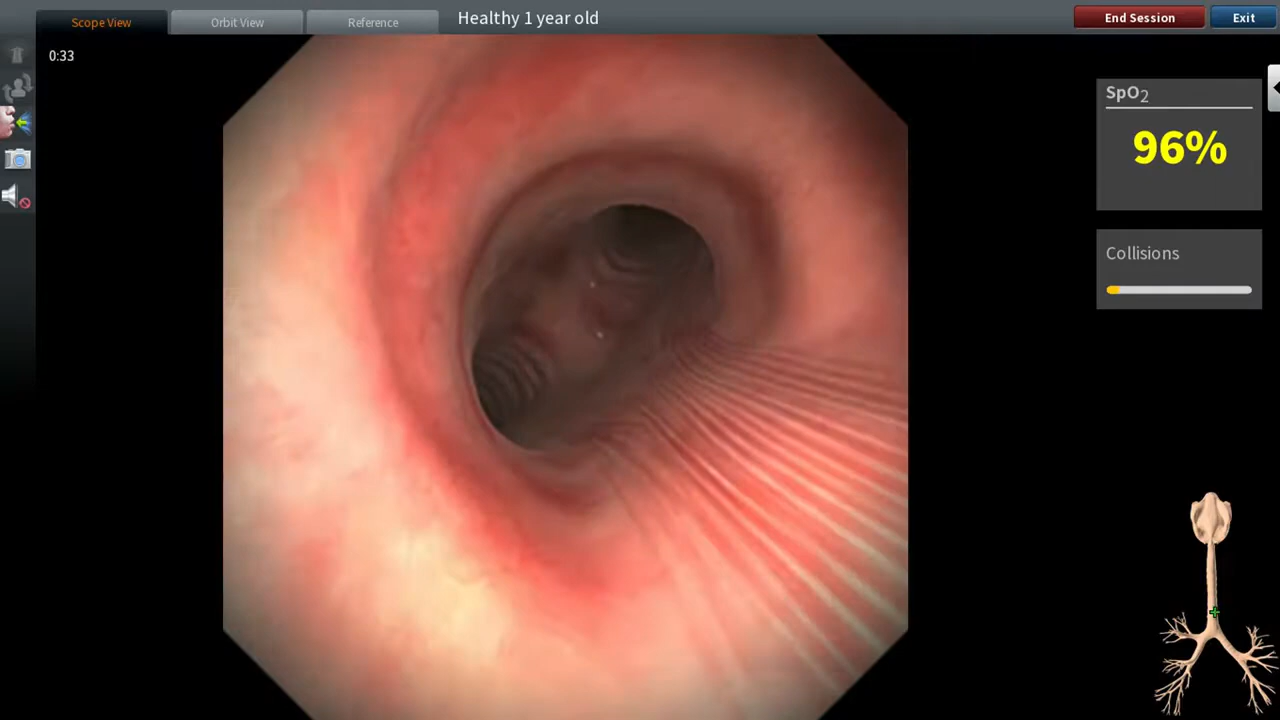 Scope View
Orbit View
Reference
Healthy 1 year old
End Session
Exit
0:33
SpO2
96%
Collisions